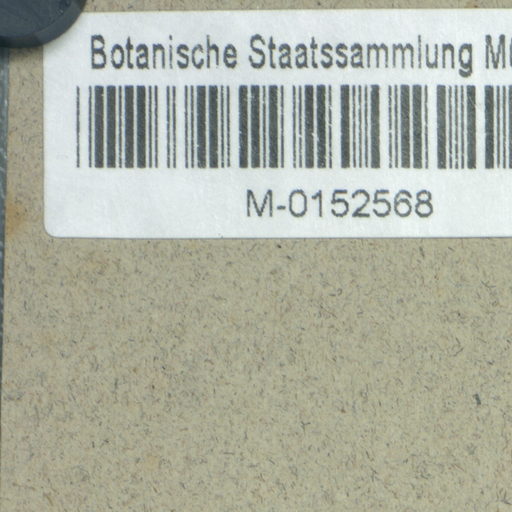 Botanische Staatssammlung
M-0152568